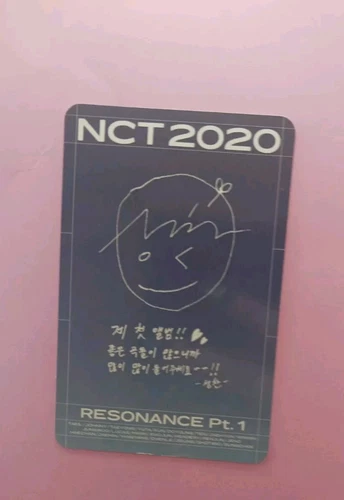 NCT 2020
제 첫 앨범!!
좋은 곡들이 많으니까
많이 많이 들어주세요~~!!
-성찬-
RESONANCE Pt. 1